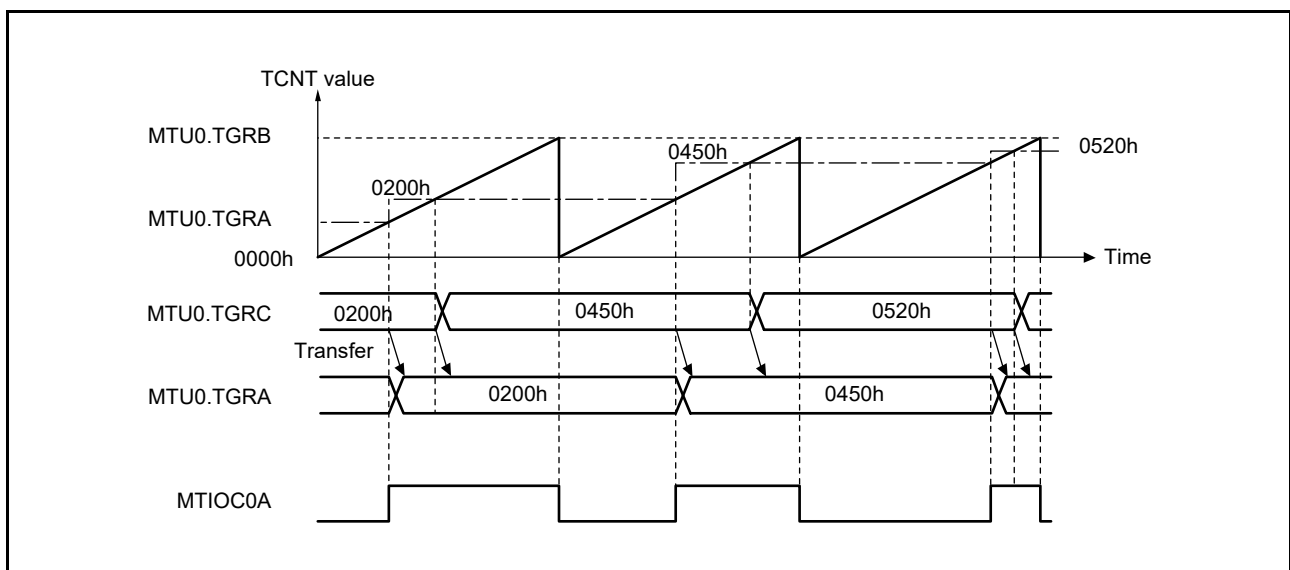 TCNT value
MTU0.TGRB
0520h
0450h
0200h
MTU0.TGRA
0000h
Time
MTU0.TGRC
0200h
0450h
0520h
Transfer
MTU0.TGRA
0200h
0450h
MTIOC0A